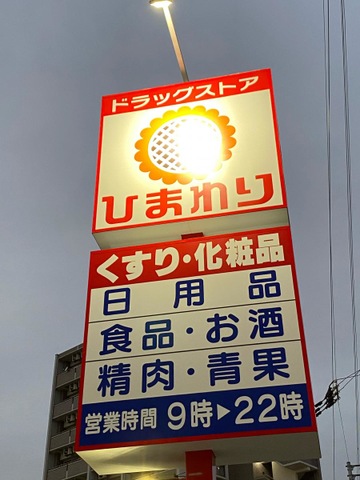 ドラッグストア
ひまわり
くすり・化粧品
日用品
食品・お酒
精肉・青果
営業時間 9時▶22時